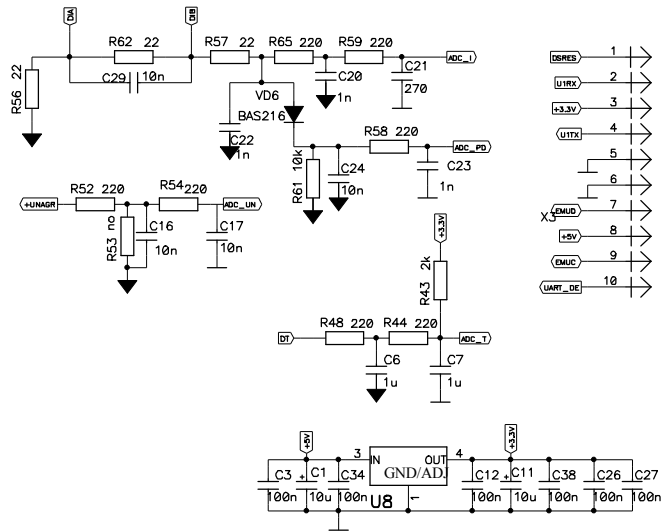 DIA
DIB
R62 22
R57 22
R65 220
R59 220
ADC_I
R56 22
C29 10n
C20
1n
C21
270
VD6
BAS216
C22
1n
R58 220
ADC_PD
R61 10k
C24
10n
C23
1n
DSRES 1
U1RX 2
+3.3V 3
U1TX 4
5
6
EMUD 7
X3
+5V 8
EMUC 9
UART_DE 10
+UNAGR
R52 220
R54 220
ADC_UN
R53 no
C16
10n
C17
10n
+3.3V
R43 2k
DT
R48 220
R44 220
ADC_T
C6
1u
C7
1u
+5V
+3.3V
3 IN OUT 4
GND/ADJ
1
U8
C3
100n
C1
+
10u
C34
100n
C12
100n
C11
+
10u
C38
100n
C26
100n
C27
100n